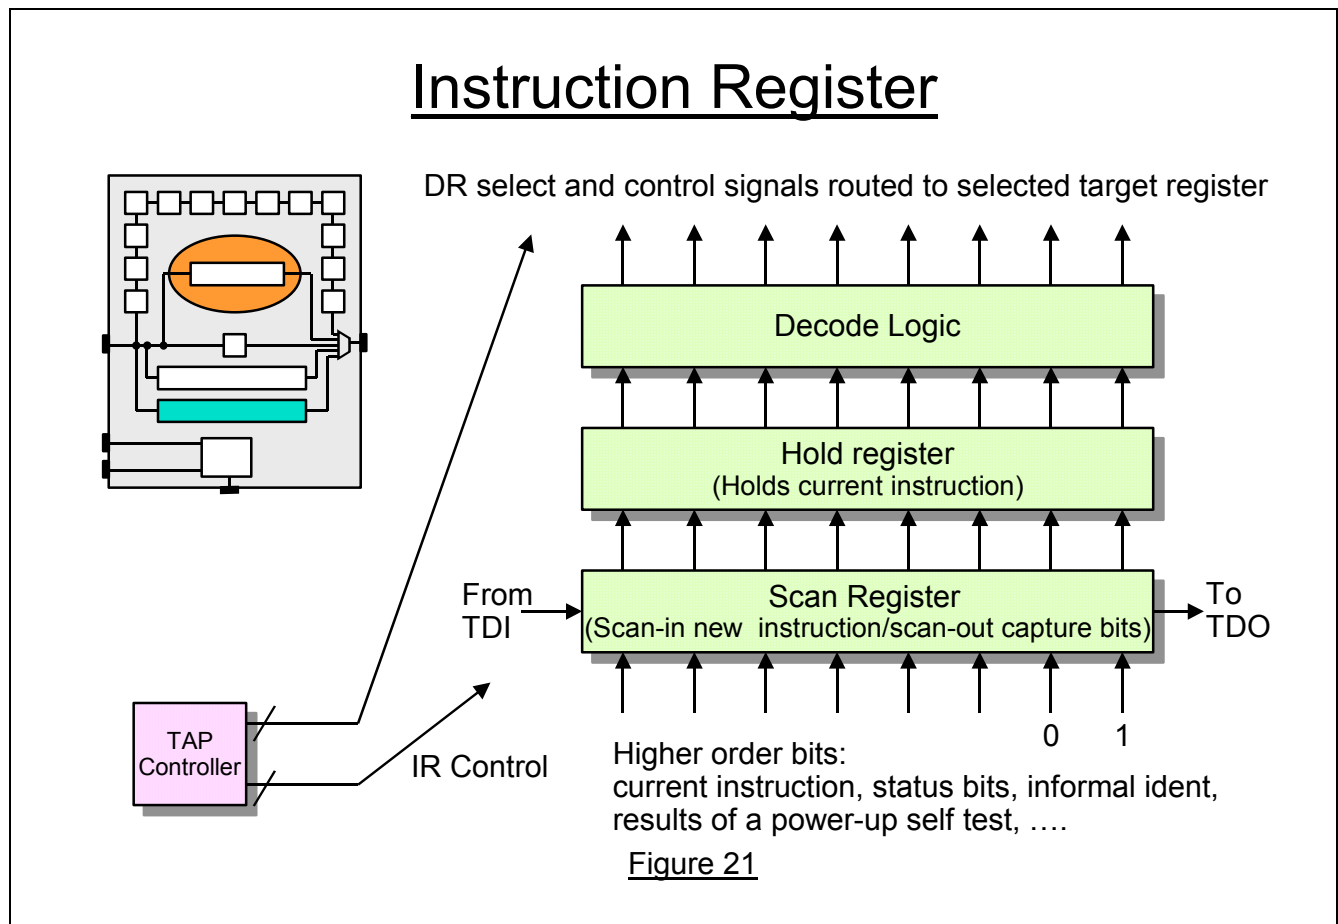 Instruction Register
DR select and control signals routed to selected target register
Decode Logic
Hold register
(Holds current instruction)
From
TDI
Scan Register
(Scan-in new instruction/scan-out capture bits)
To
TDO
TAP
Controller
IR Control
0 1
Higher order bits:
current instruction, status bits, informal ident,
results of a power-up self test, ….
Figure 21